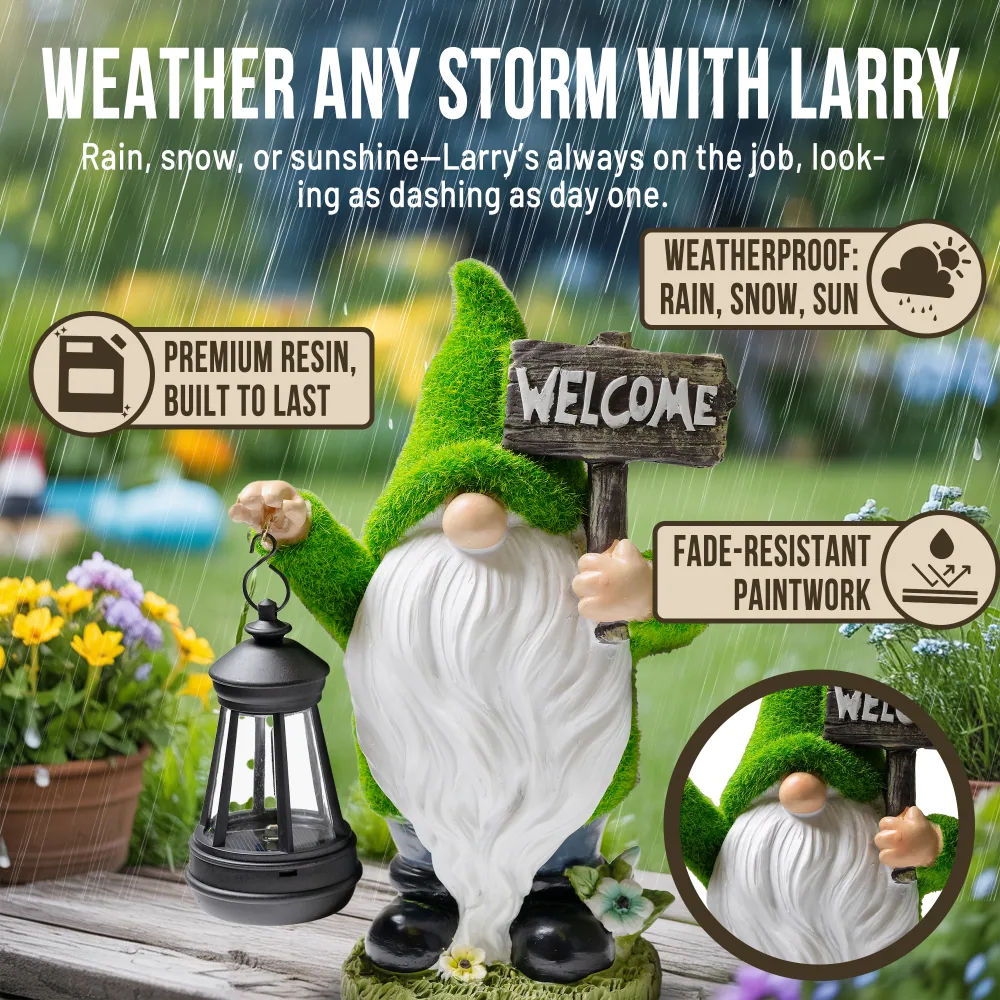 WEATHER ANY STORM WITH LARRY
Rain, snow, or sunshine—Larry's always on the job, look-
ing as dashing as day one.
WEATHERPROOF:
RAIN, SNOW, SUN
PREMIUM RESIN,
BUILT TO LAST
WELCOME
FADE-RESISTANT
PAINTWORK
WELC